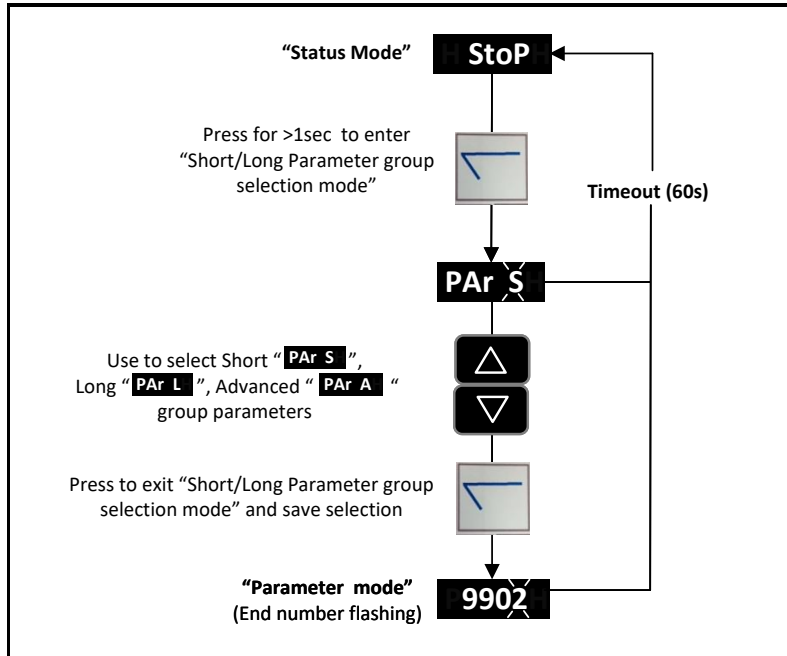 “Status Mode”
StoP
Press for >1sec to enter
“Short/Long Parameter group
selection mode”
Timeout (60s)
PAr S
Use to select Short “ PAr S ”,
Long “ PAr L ”, Advanced “ PAr A “
group parameters
Press to exit “Short/Long Parameter group
selection mode” and save selection
“Parameter mode”
(End number flashing)
9902